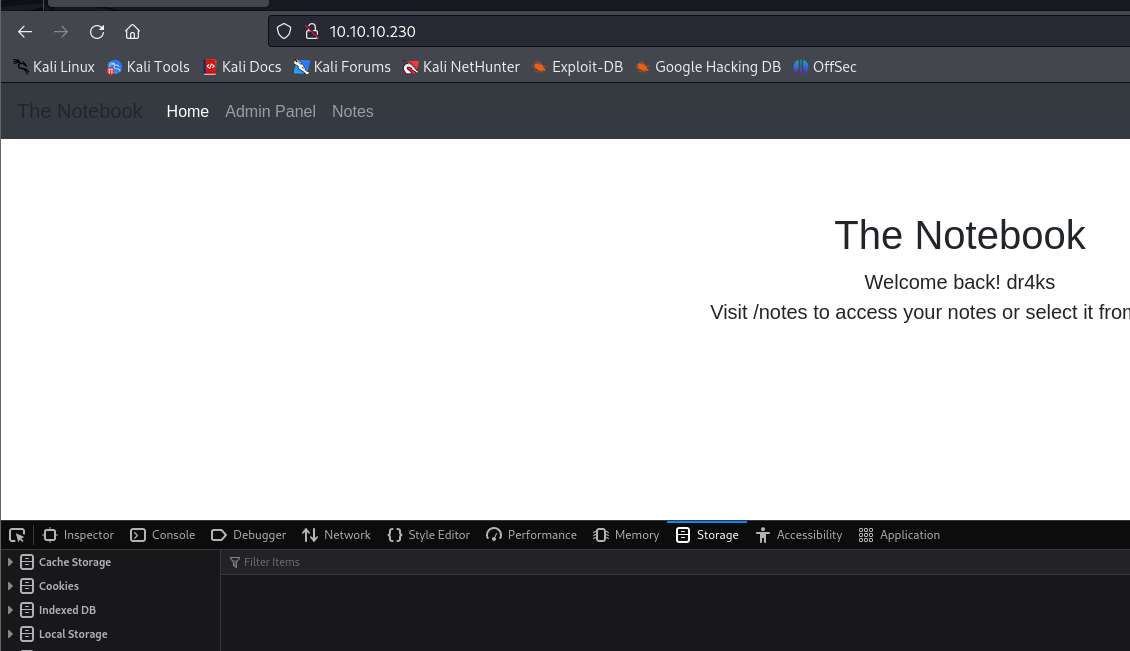 10.10.10.230
Kali Linux Kali Tools Kali Docs Kali Forums Kali NetHunter Exploit-DB Google Hacking DB OffSec
The Notebook Home Admin Panel Notes
The Notebook
Welcome back! dr4ks
Visit /notes to access your notes or select it from
Inspector Console Debugger Network Style Editor Performance Memory Storage Accessibility Application
Cache Storage Filter Items
Cookies
Indexed DB
Local Storage